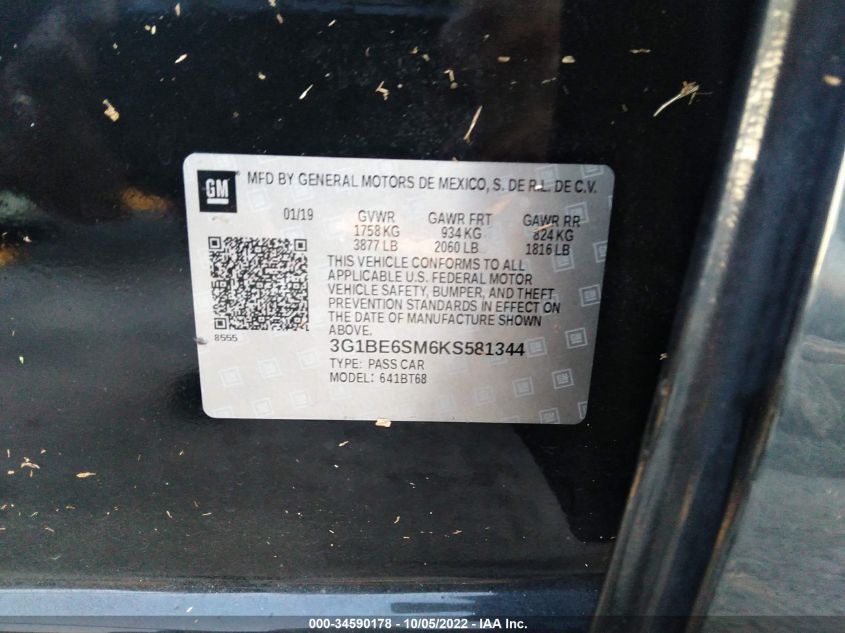 GM MFD BY GENERAL MOTORS DE MEXICO, S. DE R.L. DE C.V.
01/19 GVWR GAWR FRT GAWR RR
1758 KG 934 KG 824 KG
3877 LB 2060 LB 1816 LB
THIS VEHICLE CONFORMS TO ALL
APPLICABLE U.S. FEDERAL MOTOR
VEHICLE SAFETY, BUMPER, AND THEFT
PREVENTION STANDARDS IN EFFECT ON
THE DATE OF MANUFACTURE SHOWN
ABOVE.
8555
3G1BE6SM6KS581344
TYPE: PASS CAR
MODEL: 641BT68
000-34590178 - 10/05/2022 - IAA Inc.